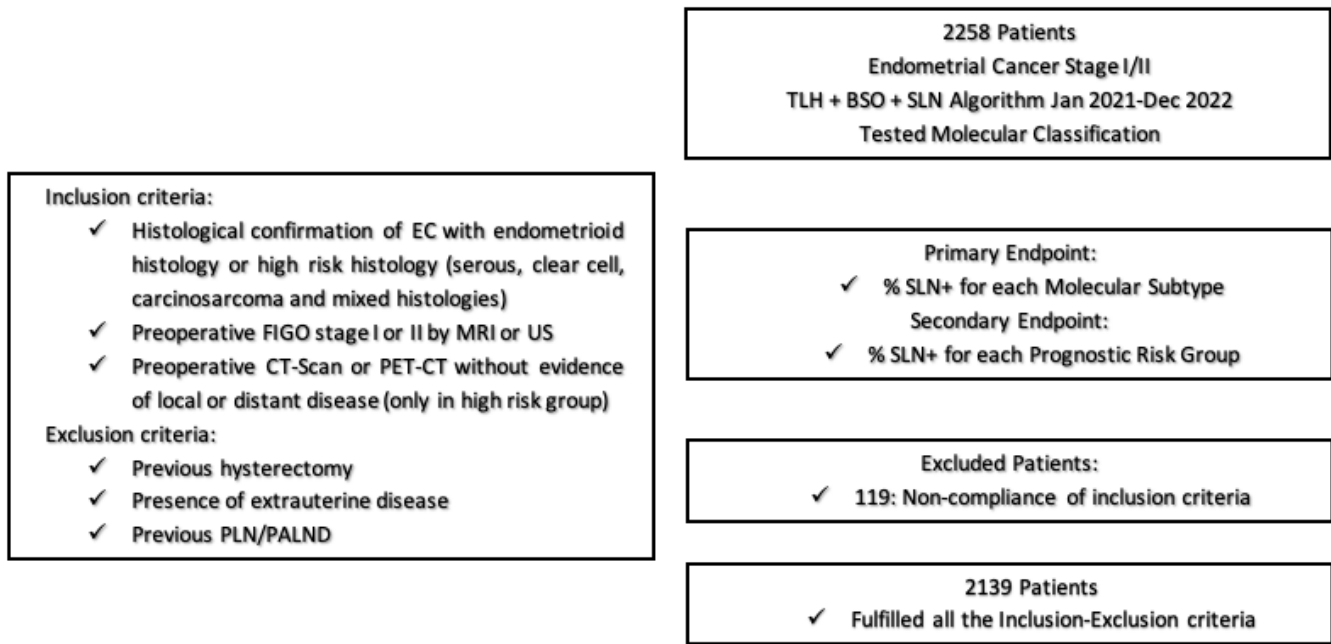 2258 Patients
Endometrial Cancer Stage I/II
TLH + BSO + SLN Algorithm Jan 2021-Dec 2022
Tested Molecular Classification
Inclusion criteria:
✓ Histological confirmation of EC with endometrioid
histology or high risk histology (serous, clear cell,
carcinosarcoma and mixed histologies)
✓ Preoperative FIGO stage I or II by MRI or US
✓ Preoperative CT-Scan or PET-CT without evidence
of local or distant disease (only in high risk group)
Exclusion criteria:
✓ Previous hysterectomy
✓ Presence of extrauterine disease
✓ Previous PLN/PALND
Primary Endpoint:
✓ % SLN+ for each Molecular Subtype
Secondary Endpoint:
✓ % SLN+ for each Prognostic Risk Group
Excluded Patients:
✓ 119: Non-compliance of inclusion criteria
2139 Patients
✓ Fulfilled all the Inclusion-Exclusion criteria